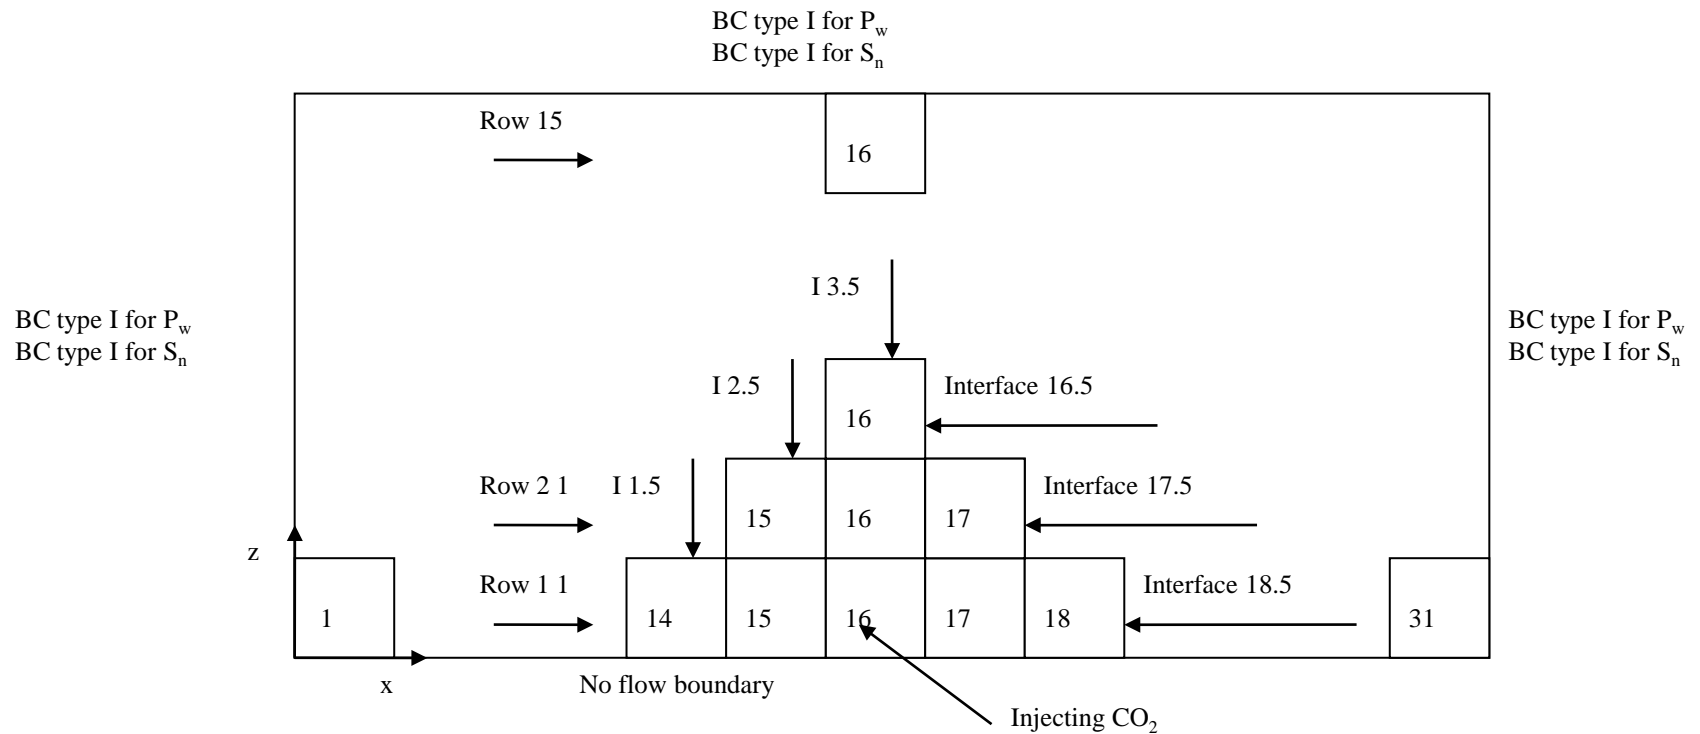 BC type I for Pw
BC type I for Sn
Row 15
16
I 3.5
BC type I for Pw
BC type I for Sn
BC type I for Pw
BC type I for Sn
I 2.5
Interface 16.5
16
Row 2 1
I 1.5
Interface 17.5
15
16
17
z
Row 1 1
Interface 18.5
1
14
15
16
17
18
31
x
No flow boundary
Injecting CO2